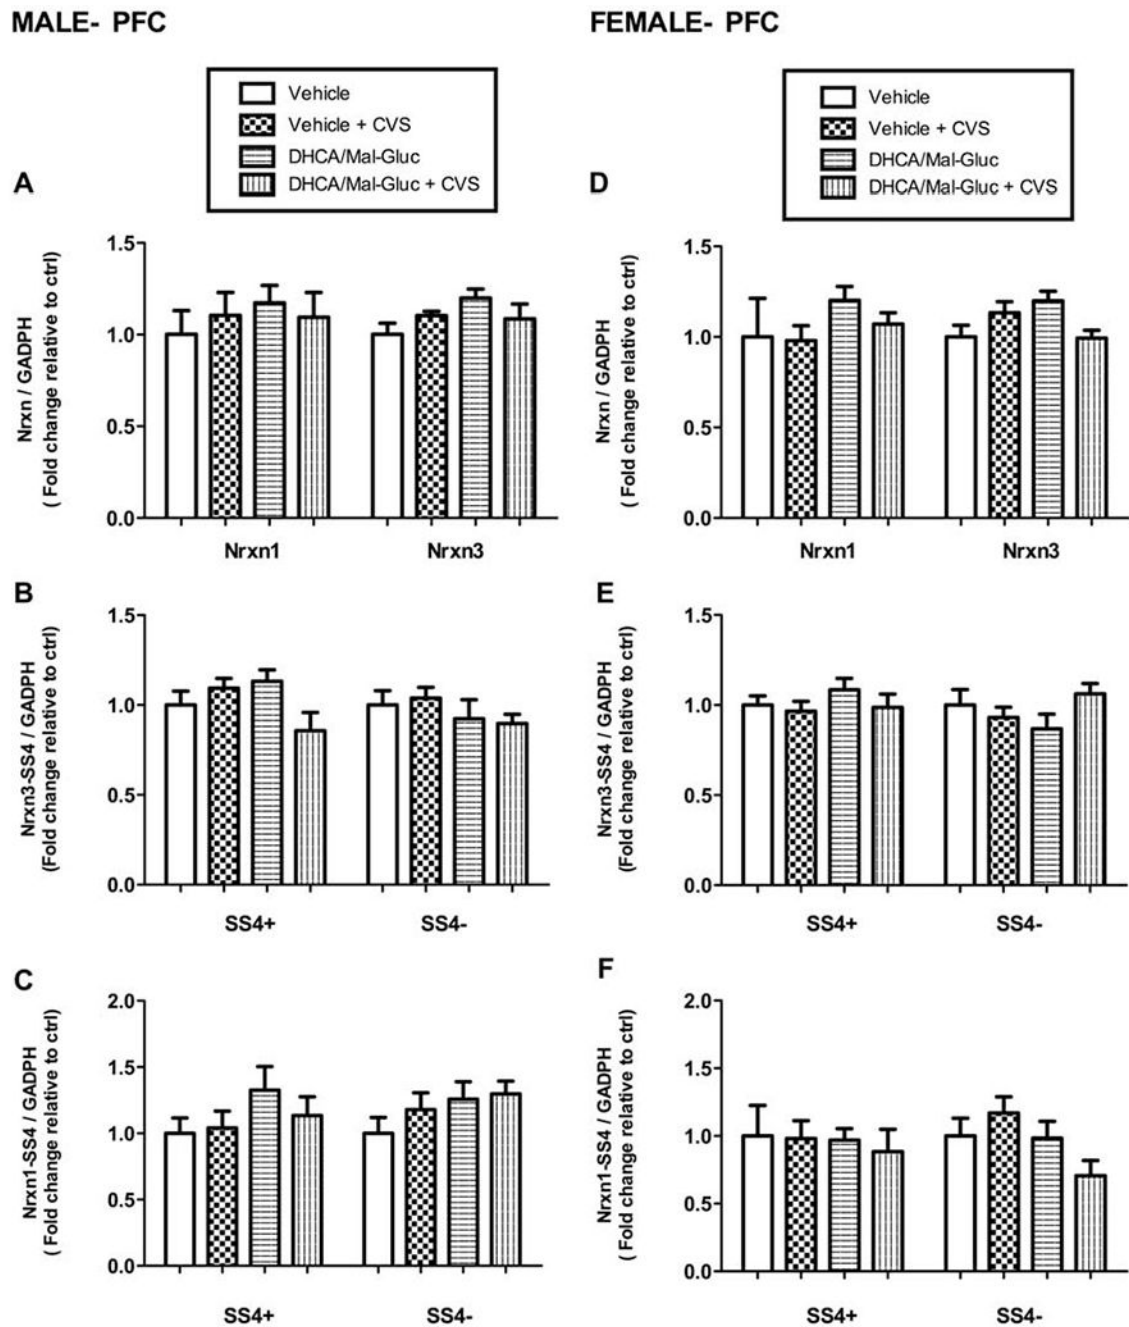 MALE- PFC
Vehicle
Vehicle + CVS
DHCA/Mal-Gluc
DHCA/Mal-Gluc + CVS
A
Nrxn / GADPH
( Fold change relative to ctrl)
1.5
1.0
0.5
0.0
Nrxn1
Nrxn3
B
Nrxn3-SS4 / GADPH
(Fold change relative to ctrl)
1.5
1.0
0.5
0.0
SS4+
SS4-
C
Nrxn1-SS4 / GADPH
( Fold change relative to ctrl)
2.0
1.5
1.0
0.5
0.0
SS4+
SS4-
FEMALE- PFC
Vehicle
Vehicle + CVS
DHCA/Mal-Gluc
DHCA/Mal-Gluc + CVS
D
Nrxn / GADPH
( Fold change relative to ctrl)
1.5
1.0
0.5
0.0
Nrxn1
Nrxn3
E
Nrxn3-SS4 / GADPH
(Fold change relative to ctrl)
1.5
1.0
0.5
0.0
SS4+
SS4-
F
Nrxn1-SS4 / GADPH
( Fold change relative to ctrl)
2.0
1.5
1.0
0.5
0.0
SS4+
SS4-